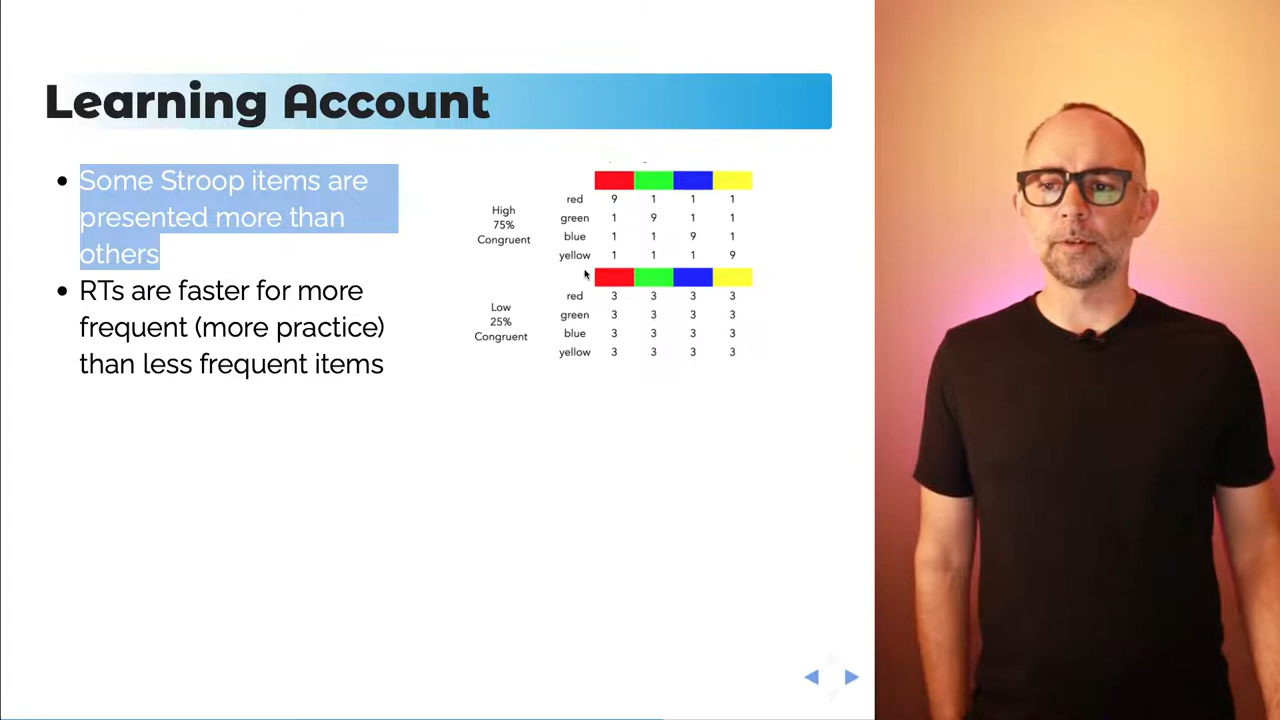 Learning Account
Some Stroop items are
presented more than
others
RTs are faster for more
frequent (more practice)
than less frequent items
High
75%
Congruent
red 9 1 1 1
green 1 9 1 1
blue 1 1 9 1
yellow 1 1 1 9
Low
25%
Congruent
red 3 3 3 3
green 3 3 3 3
blue 3 3 3 3
yellow 3 3 3 3